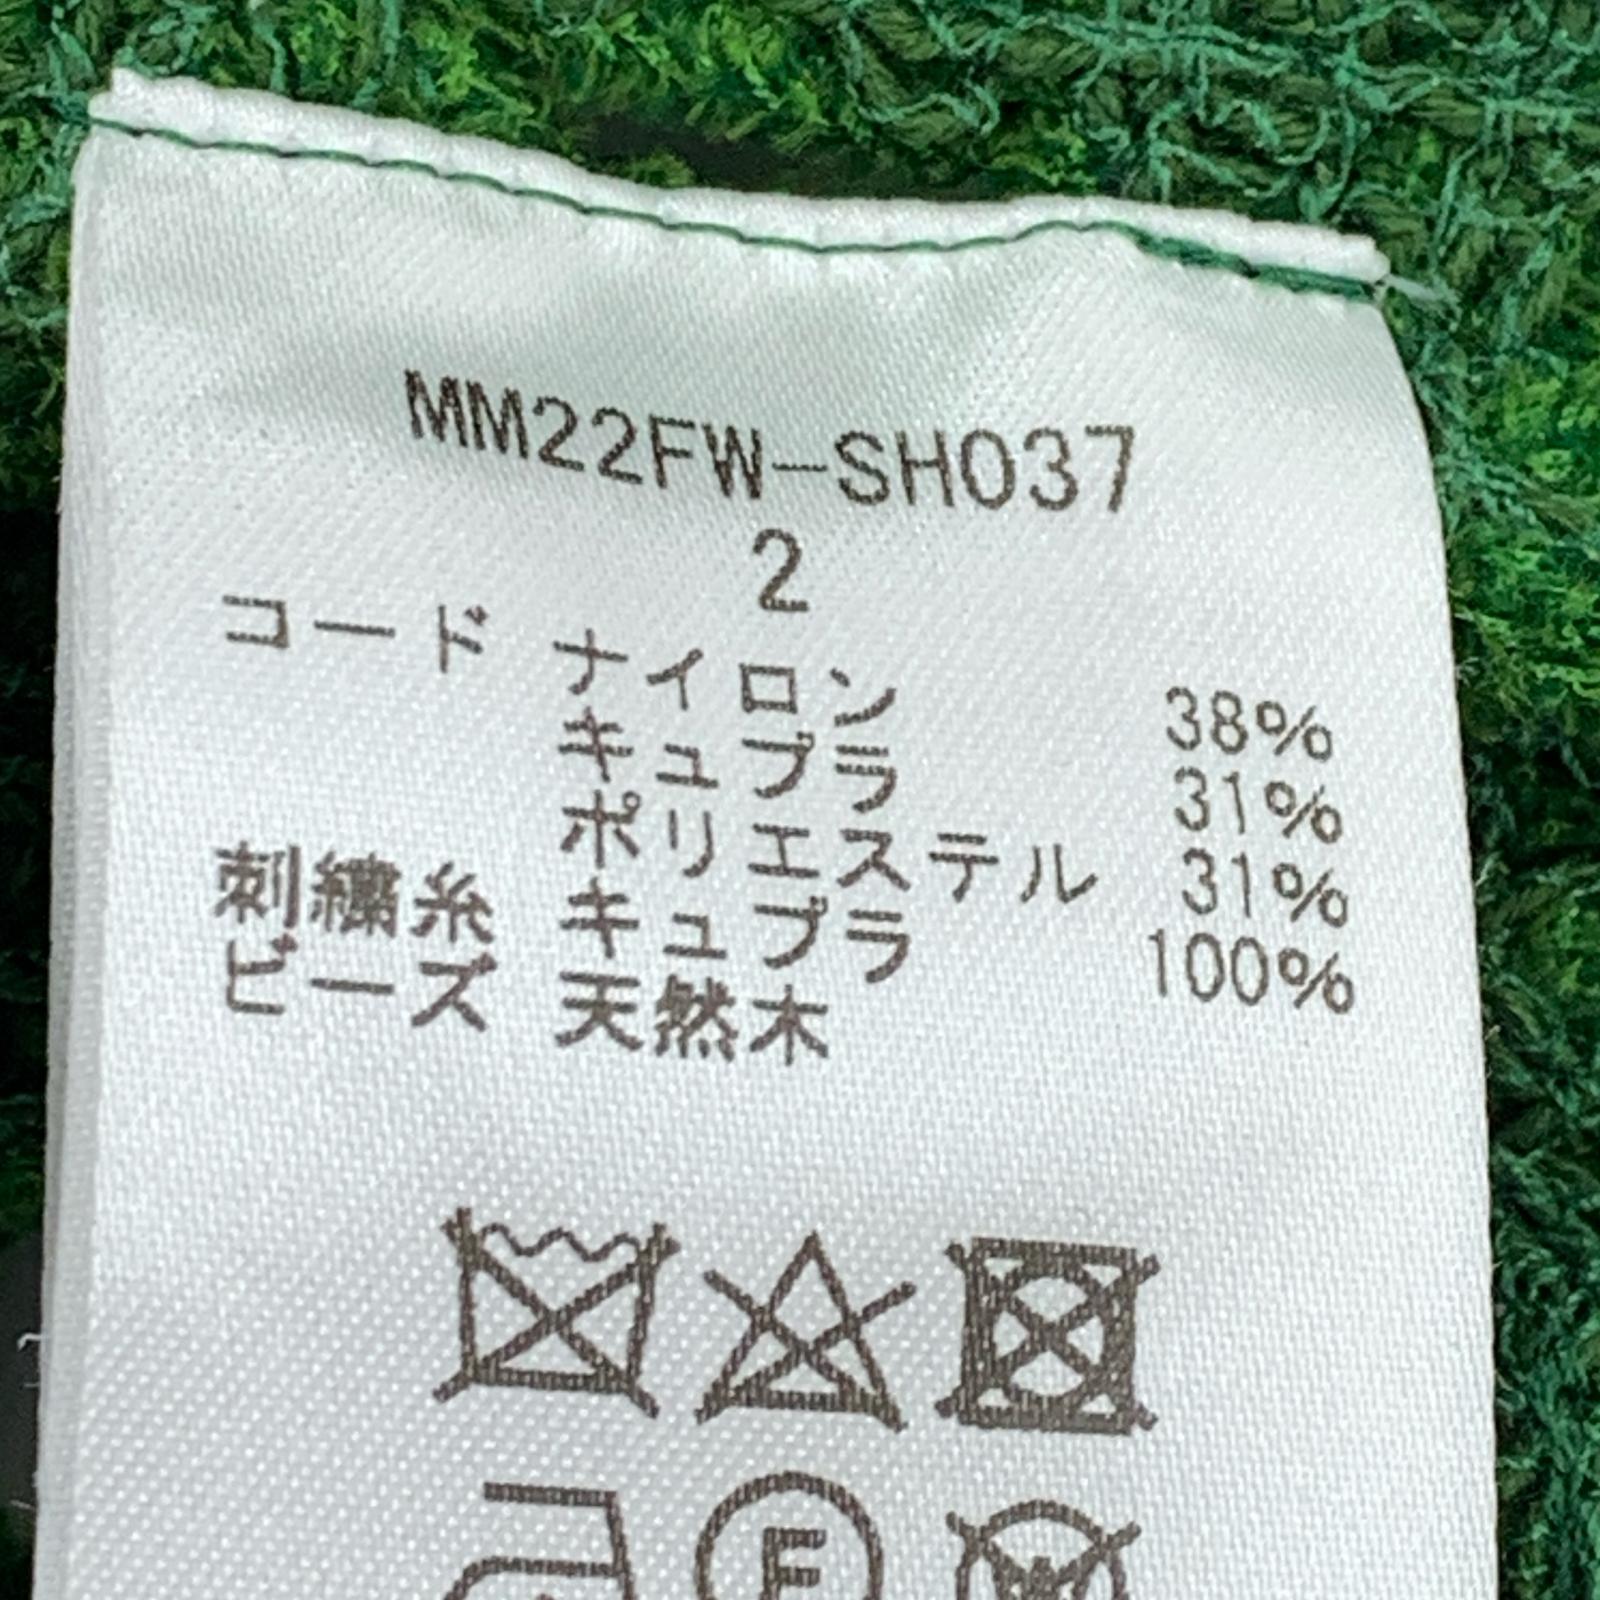 MM22FW-SH037
2
コード ナイロン 38%
キュプラ 31%
ポリエステル 31%
刺繍糸 キュプラ 100%
ビーズ 天然木
F
W